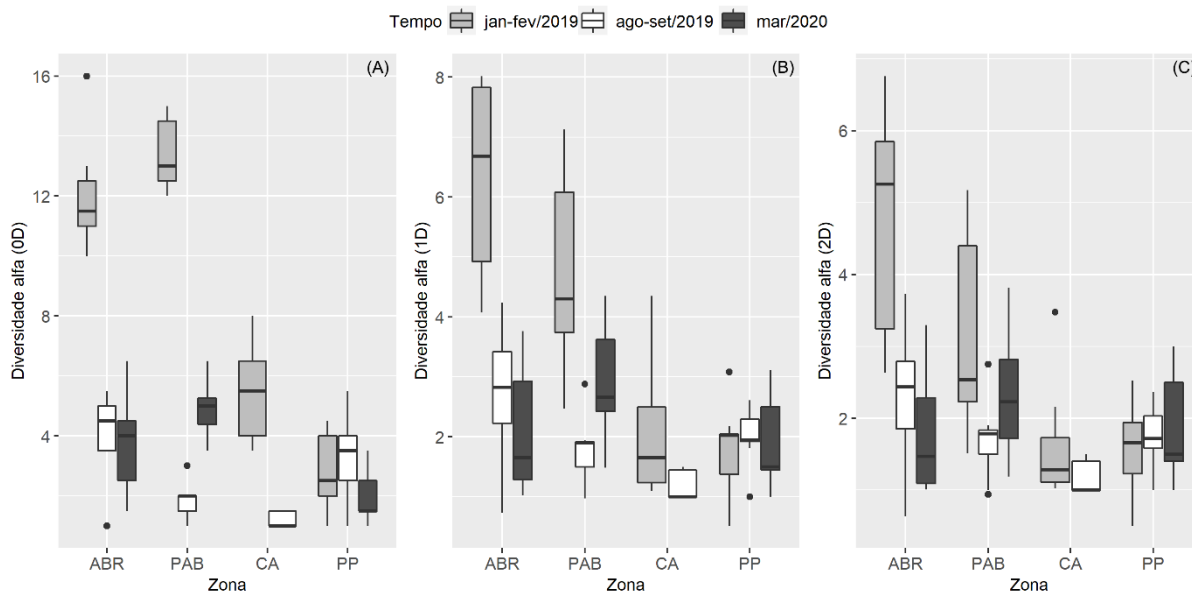 Tempo jan-fev/2019 ago-set/2019 mar/2020
(A)
Diversidade alfa (0D)
16
12
8
4
ABR PAB CA PP
Zona
(B)
Diversidade alfa (1D)
8
6
4
2
ABR PAB CA PP
Zona
(C)
Diversidade alfa (2D)
6
4
2
ABR PAB CA PP
Zona